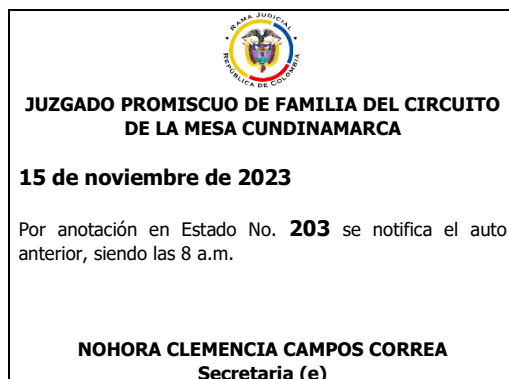 RAMA JUDICIAL
REPÚBLICA DE COLOMBIA
JUZGADO PROMISCUO DE FAMILIA DEL CIRCUITO
DE LA MESA CUNDINAMARCA
15 de noviembre de 2023
Por anotación en Estado No. 203 se notifica el auto
anterior, siendo las 8 a.m.
NOHORA CLEMENCIA CAMPOS CORREA
Secretaria (e)